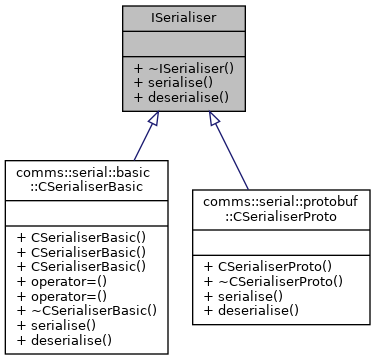 ISerialiser
+ ~ISerialiser()
+ serialise()
+ deserialise()
comms::serial::basic
::CSerialiserBasic
+ CSerialiserBasic()
+ CSerialiserBasic()
+ CSerialiserBasic()
+ operator=()
+ operator=()
+ ~CSerialiserBasic()
+ serialise()
+ deserialise()
comms::serial::protobuf
::CSerialiserProto
+ CSerialiserProto()
+ ~CSerialiserProto()
+ serialise()
+ deserialise()